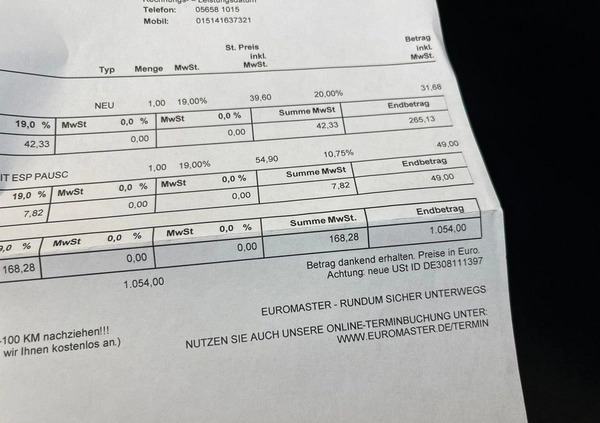 Telefon: 05658 1015
Mobil: 015141637321
Typ Menge MwSt. St. Preis inkl. MwSt. Betrag inkl. MwSt.
NEU 1,00 19,00% 39,60 20,00% 31,68
19,0 % MwSt 0,0 % MwSt 0,0 % Summe MwSt Endbetrag
42,33 0,00 0,00 42,33 265,13
IT ESP PAUSC 1,00 19,00% 54,90 10,75% 49,00
19,0 % MwSt 0,0 % MwSt 0,0 % Summe MwSt Endbetrag
7,82 0,00 0,00 7,82 49,00
9,0 % MwSt 0,0 % MwSt 0,0 % Summe MwSt. Endbetrag
168,28 0,00 0,00 168,28 1.054,00
1.054,00
Betrag dankend erhalten. Preise in Euro.
Achtung: neue USt ID DE308111397
EUROMASTER - RUNDUM SICHER UNTERWEGS
-100 KM nachziehen!!!
wir Ihnen kostenlos an.)
NUTZEN SIE AUCH UNSERE ONLINE-TERMINBUCHUNG UNTER:
WWW.EUROMASTER.DE/TERMIN